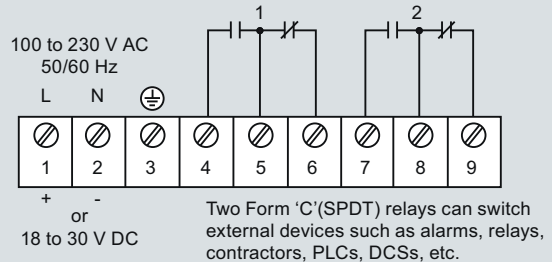 1
2
100 to 230 V AC
50/60 Hz
L N
1 2 3 4 5 6 7 8 9
+ -
or
18 to 30 V DC
Two Form ‘C’(SPDT) relays can switch
external devices such as alarms, relays,
contractors, PLCs, DCSs, etc.